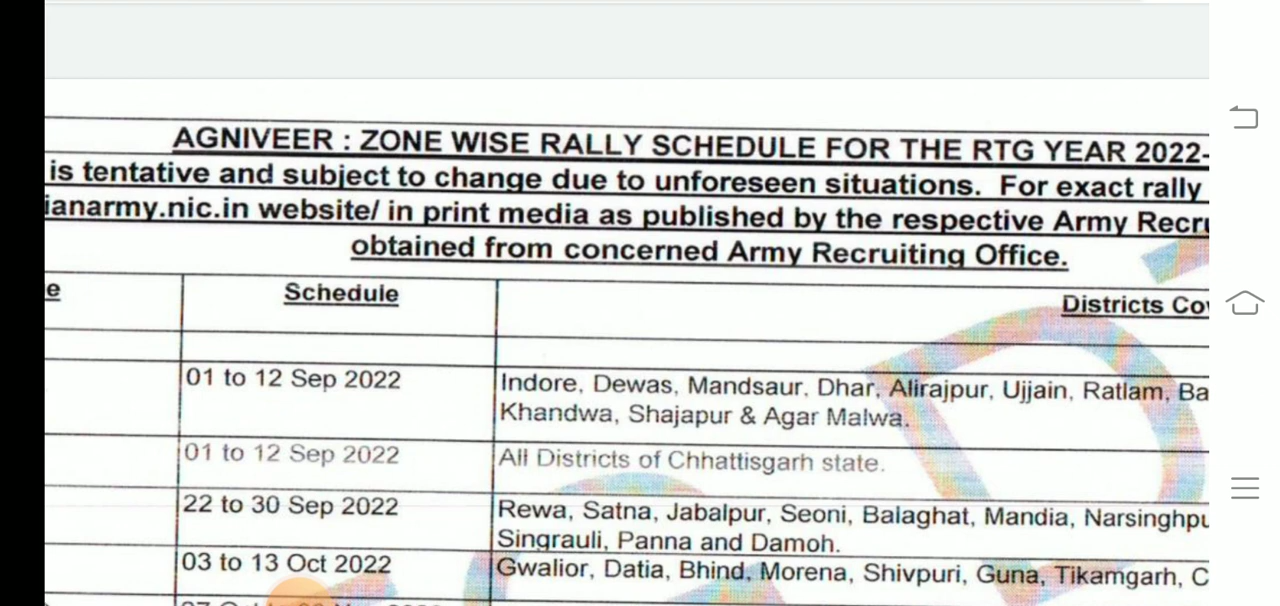 AGNIVEER : ZONE WISE RALLY SCHEDULE FOR THE RTG YEAR 2022-
is tentative and subject to change due to unforeseen situations. For exact rally
ianarmy.nic.in website/ in print media as published by the respective Army Recru
obtained from concerned Army Recruiting Office.
e Schedule Districts Co
01 to 12 Sep 2022 Indore, Dewas, Mandsaur, Dhar, Alirajpur, Ujjain, Ratlam, Ba
Khandwa, Shajapur & Agar Malwa.
01 to 12 Sep 2022 All Districts of Chhattisgarh state.
22 to 30 Sep 2022 Rewa, Satna, Jabalpur, Seoni, Balaghat, Mandia, Narsinghpu
Singrauli, Panna and Damoh.
03 to 13 Oct 2022 Gwalior, Datia, Bhind, Morena, Shivpuri, Guna, Tikamgarh, C